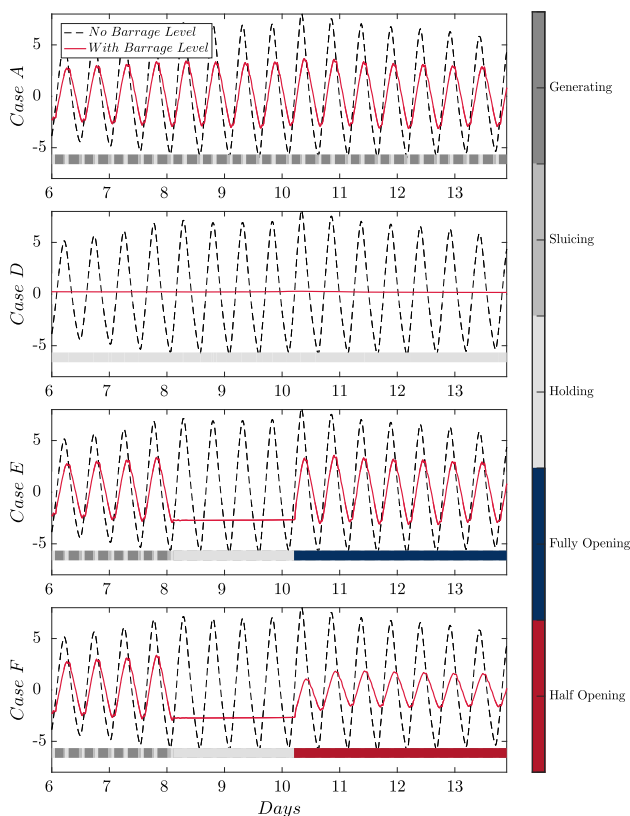 No Barrage Level
With Barrage Level
Case A
5
0
-5
6 7 8 9 10 11 12 13
Case D
5
0
-5
6 7 8 9 10 11 12 13
Case E
5
0
-5
6 7 8 9 10 11 12 13
Case F
5
0
-5
6 7 8 9 10 11 12 13
Days
Generating
Sluicing
Holding
Fully Opening
Half Opening